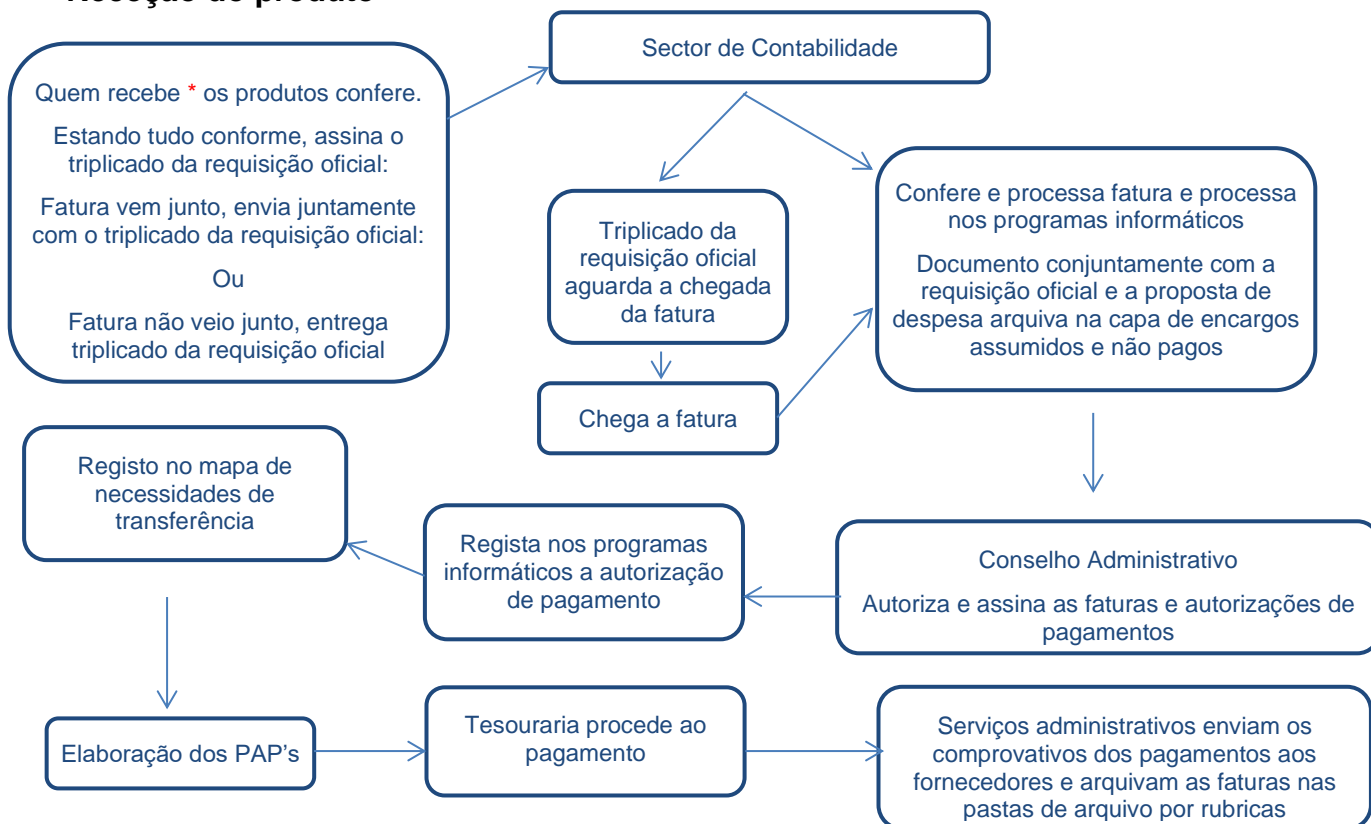 Receção do produto
Sector de Contabilidade
Quem recebe * os produtos confere.
Estando tudo conforme, assina o
triplicado da requisição oficial:
Fatura vem junto, envia juntamente
com o triplicado da requisição oficial:
Ou
Fatura não veio junto, entrega
triplicado da requisição oficial
Triplicado da
requisição oficial
aguarda a chegada
da fatura
Confere e processa fatura e processa
nos programas informáticos
Documento conjuntamente com a
requisição oficial e a proposta de
despesa arquiva na capa de encargos
assumidos e não pagos
Chega a fatura
Registo no mapa de
necessidades de
transferência
Regista nos programas
informáticos a autorização
de pagamento
Conselho Administrativo
Autoriza e assina as faturas e autorizações de
pagamentos
Elaboração dos PAP's
Tesouraria procede ao
pagamento
Serviços administrativos enviam os
comprovativos dos pagamentos aos
fornecedores e arquivam as faturas nas
pastas de arquivo por rubricas